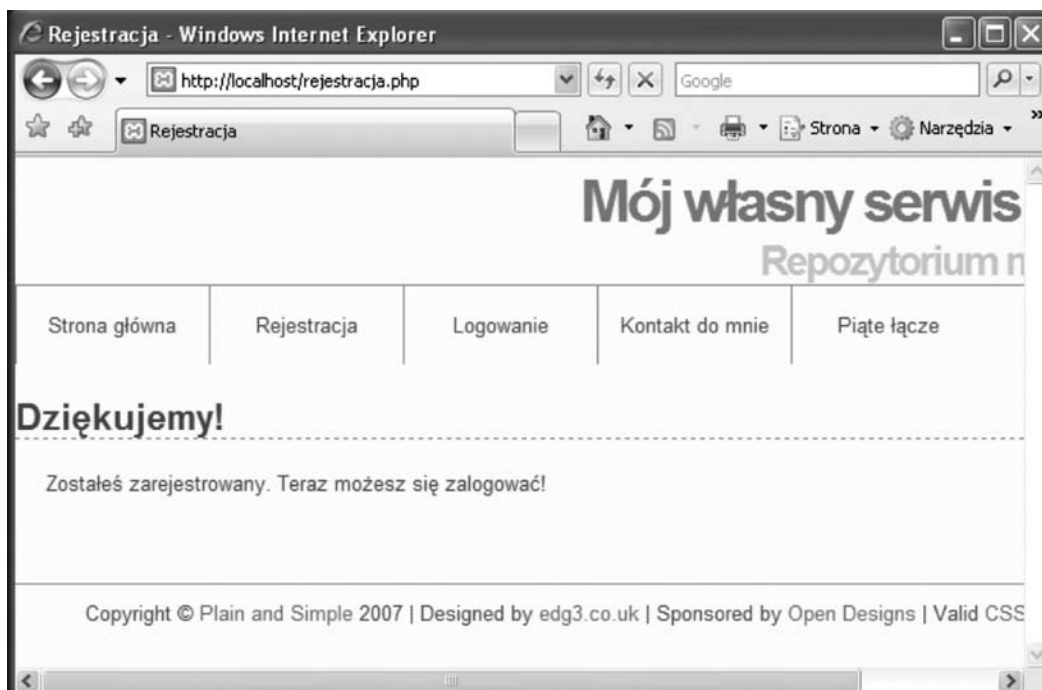 Rejestracja - Windows Internet Explorer
http://localhost/rejestracja.php
Google
Rejestracja
Strona
Narzędzia
»
Mój własny serwis
Repozytorium
Strona główna
Rejestracja
Logowanie
Kontakt do mnie
Piąte łącze
Dziękujemy!
Zostałeś zarejestrowany. Teraz możesz się zalogować!
Copyright © Plain and Simple 2007 | Designed by edg3.co.uk | Sponsored by Open Designs | Valid CSS